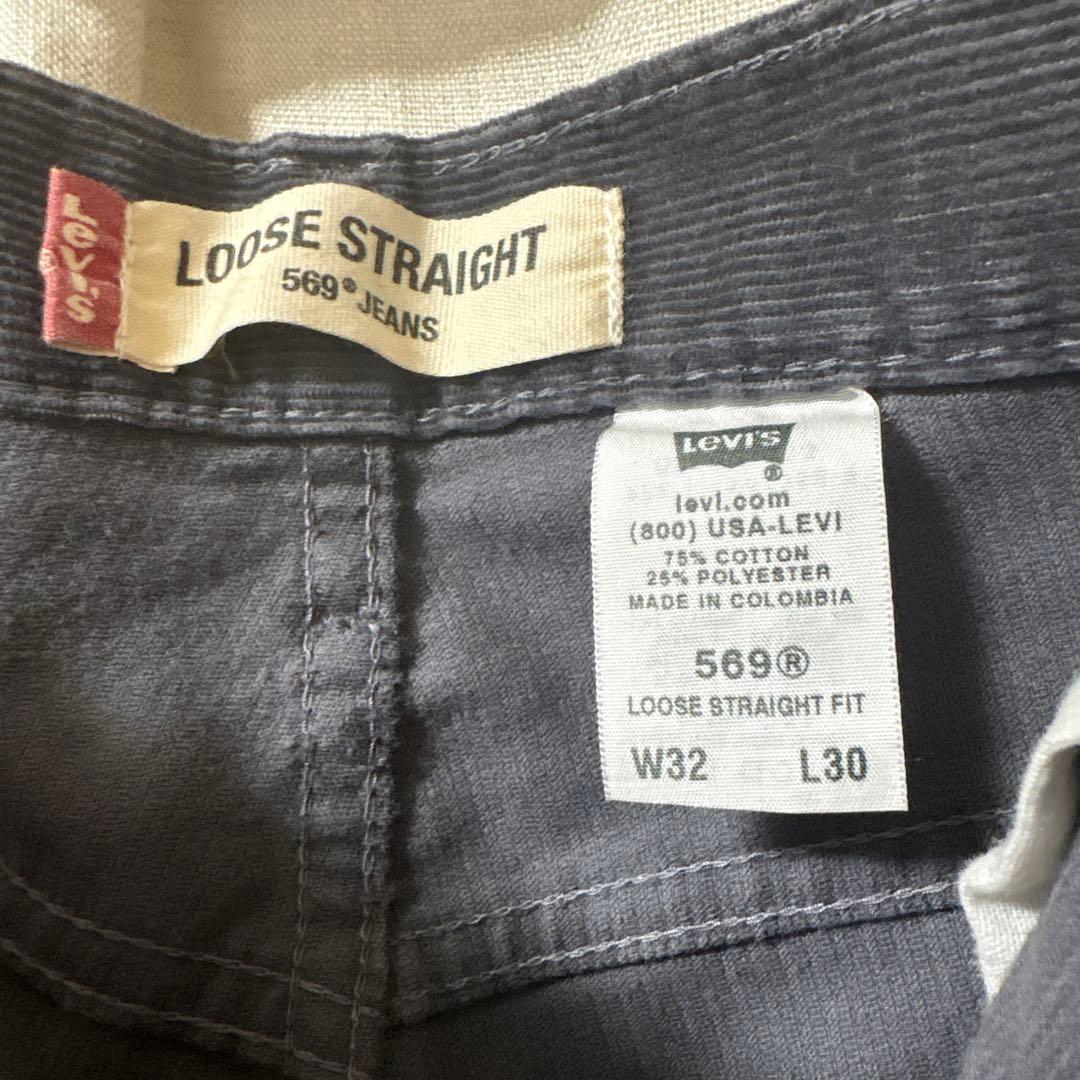 Levi's
LOOSE STRAIGHT
569® JEANS
Levi's
®
levi.com
(800) USA-LEVI
75% COTTON
25% POLYESTER
MADE IN COLOMBIA
569®
LOOSE STRAIGHT FIT
W32 L30